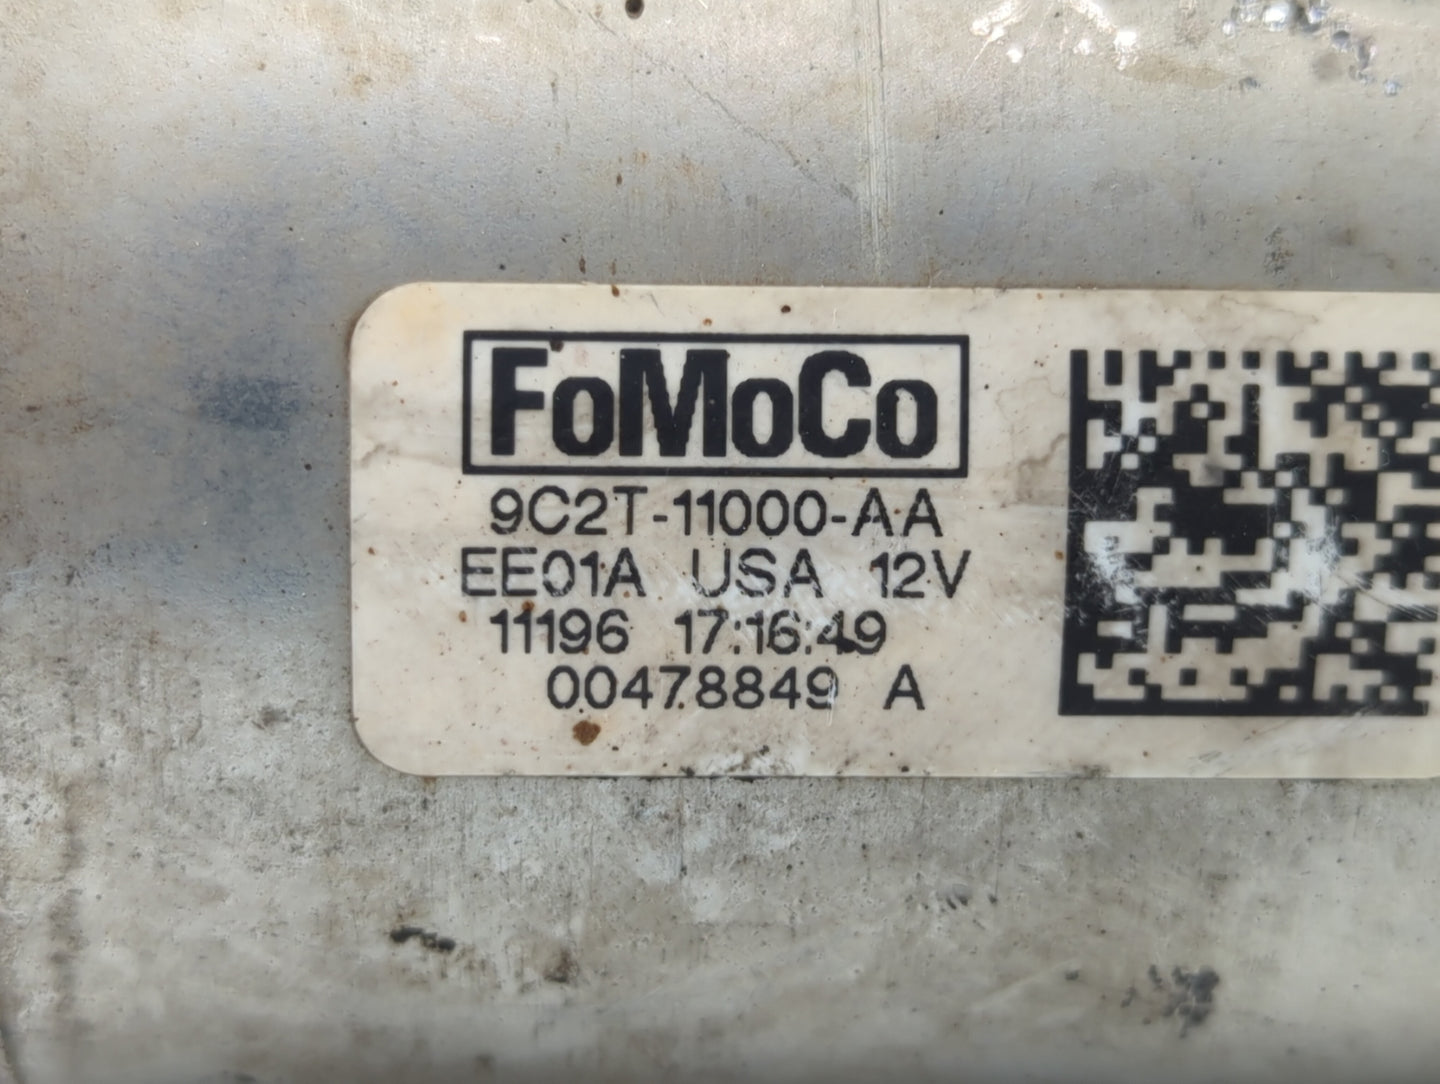 FoMoCo
9C2T-11000-AA
EE01A USA 12V
11196 17:16:49
00478849 A